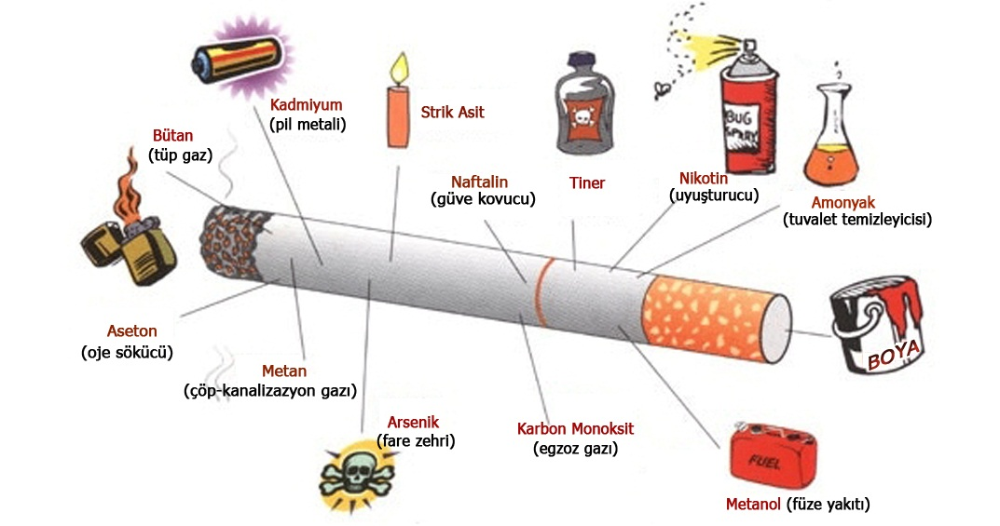 Kadmiyum
(pil metali)
Strik Asit
Bütan
(tüp gaz)
Naftalin
(güve kovucu)
Tiner
BUG
SPRAY
Nikotin
(uyuşturucu)
Amonyak
(tuvalet temizleyicisi)
Aseton
(oje sökücü)
Metan
(çöp-kanalizazyon gazı)
BOYA
Arsenik
(fare zehri)
Karbon Monoksit
(egzoz gazı)
FUEL
Metanol (füze yakıtı)